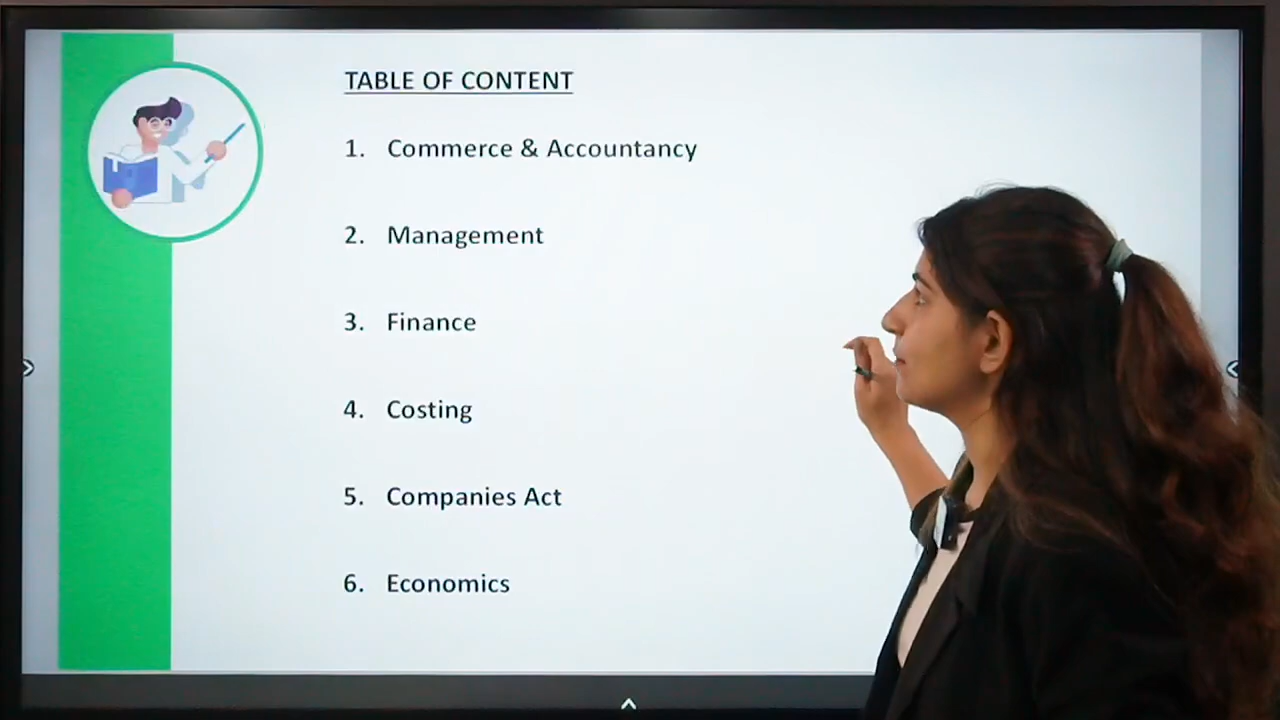 TABLE OF CONTENT
1. Commerce & Accountancy
2. Management
3. Finance
4. Costing
5. Companies Act
6. Economics